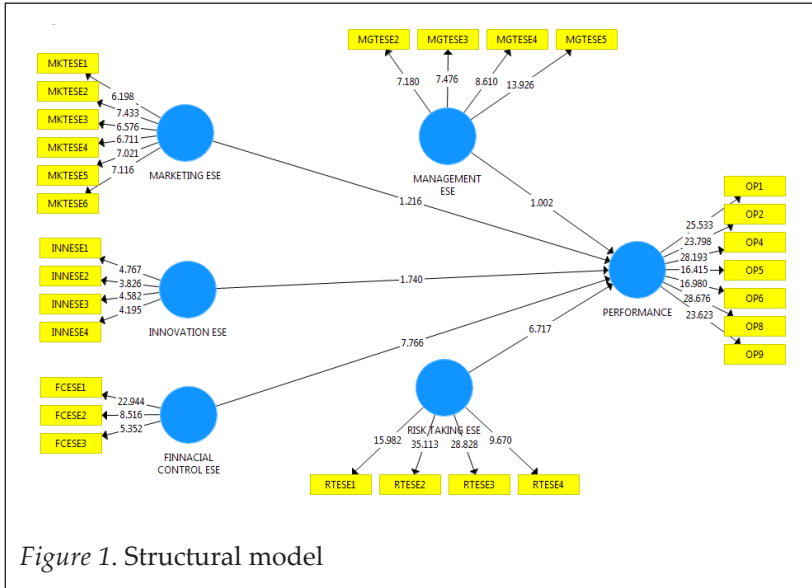 MGTESE2
MGTESE3
MGTESE4
MGTESE5
7.180
7.476
8.610
13.926
MANAGEMENT
ESE
MKTESE1
MKTESE2
MKTESE3
MKTESE4
MKTESE5
MKTESE6
6.198
7.433
6.576
6.711
7.021
7.116
MARKETING ESE
1.216
1.002
INNESE1
INNESE2
INNESE3
INNESE4
4.767
3.826
4.582
4.195
INNOVATION ESE
1.740
FCESE1
FCESE2
FCESE3
22.944
8.516
5.352
FINNACIAL
CONTROL ESE
7.766
6.717
RISK TAKING ESE
15.982
35.113
28.828
9.670
RTESE1
RTESE2
RTESE3
RTESE4
PERFORMANCE
25.533
23.798
28.193
16.415
16.980
28.676
23.623
OP1
OP2
OP4
OP5
OP6
OP8
OP9
Figure 1. Structural model